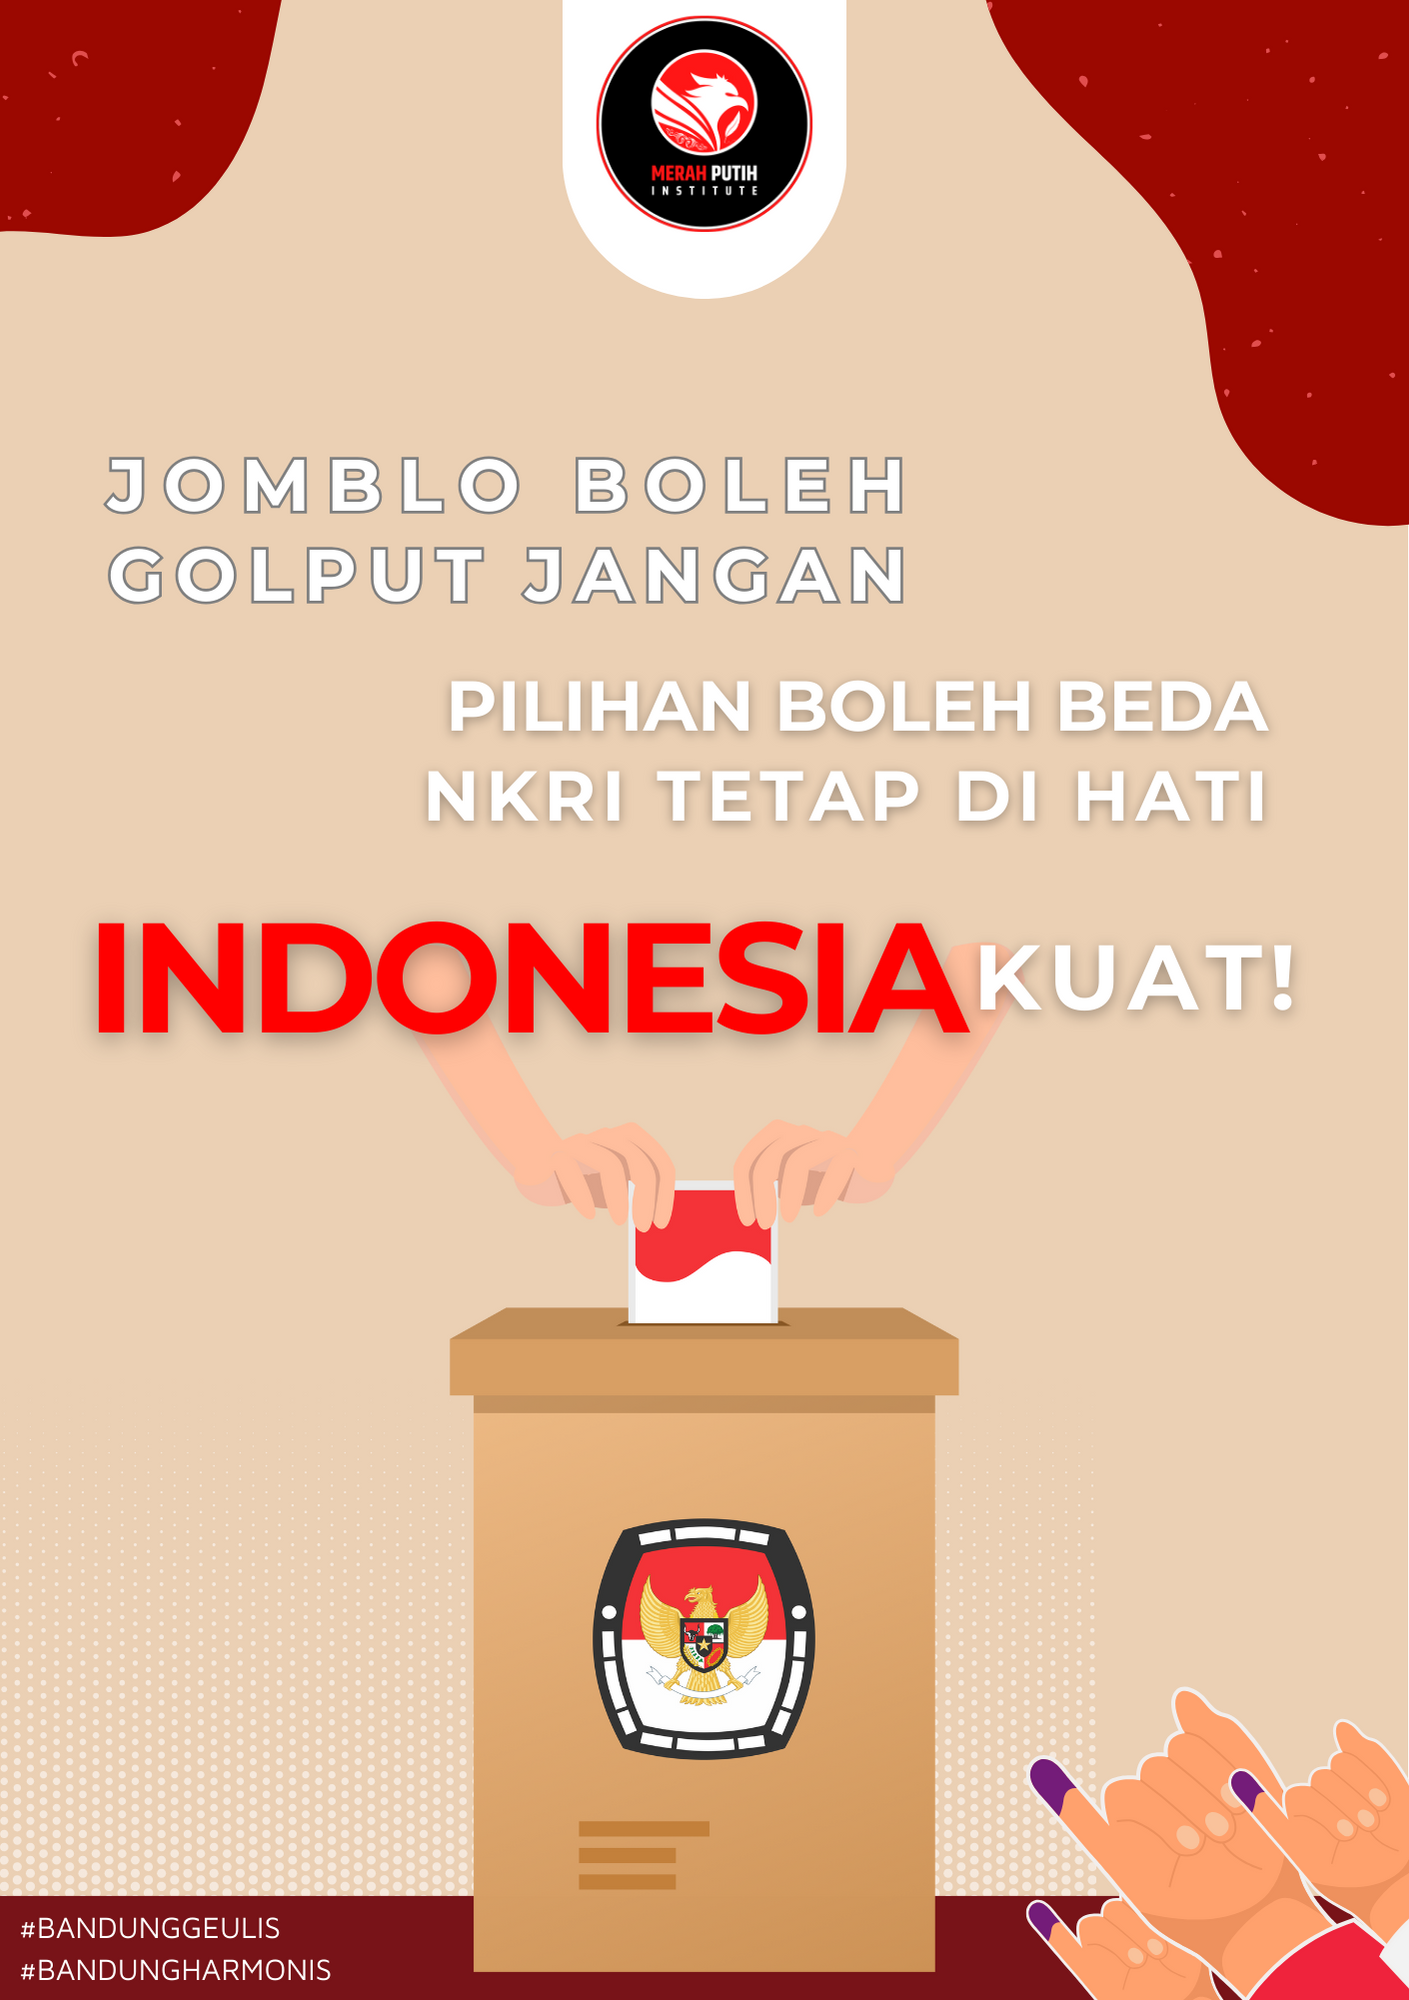 MERAH PUTIH
INSTITUTE
JOMBLO BOLEH
GOLPUT JANGAN
PILIHAN BOLEH BEDA
NKRI TETAP DI HATI
INDONESIA KUAT!
#BANDUNGGEULIS
#BANDUNGHARMONIS